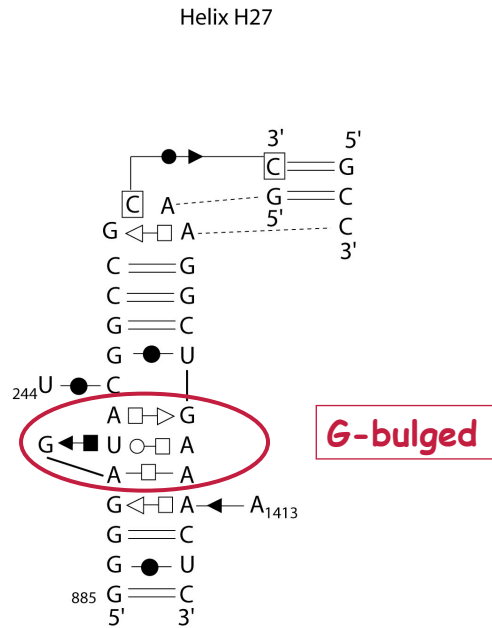 Helix H27
3' 5'
C G
C A G C
5' C
G A 3'
C G
C G
G C
G U
244U C
A G
G U A G-bulged
A A
G A A1413
G C
G U
885 G C
5' 3'